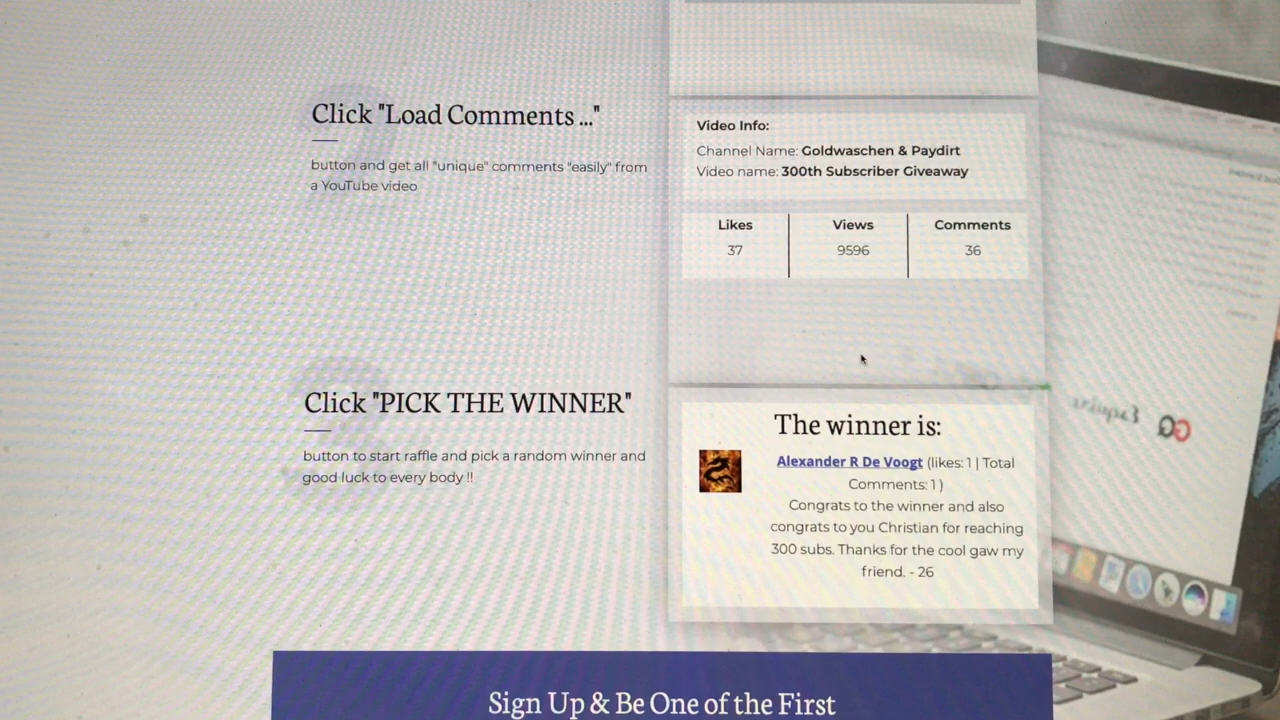 Click "Load Comments ..."
button and get all "unique" comments "easily" from
a YouTube video
Video Info:
Channel Name: Goldwaschen & Paydirt
Video name: 300th Subscriber Giveaway
Likes Views Comments
37 9596 36
Click "PICK THE WINNER"
button to start raffle and pick a random winner and
good luck to every body !!
The winner is:
Alexander R De Voogt (likes: 1 | Total
Comments: 1 )
Congrats to the winner and also
congrats to you Christian for reaching
300 subs. Thanks for the cool gaw my
friend. - 26
Sign Up & Be One of the First